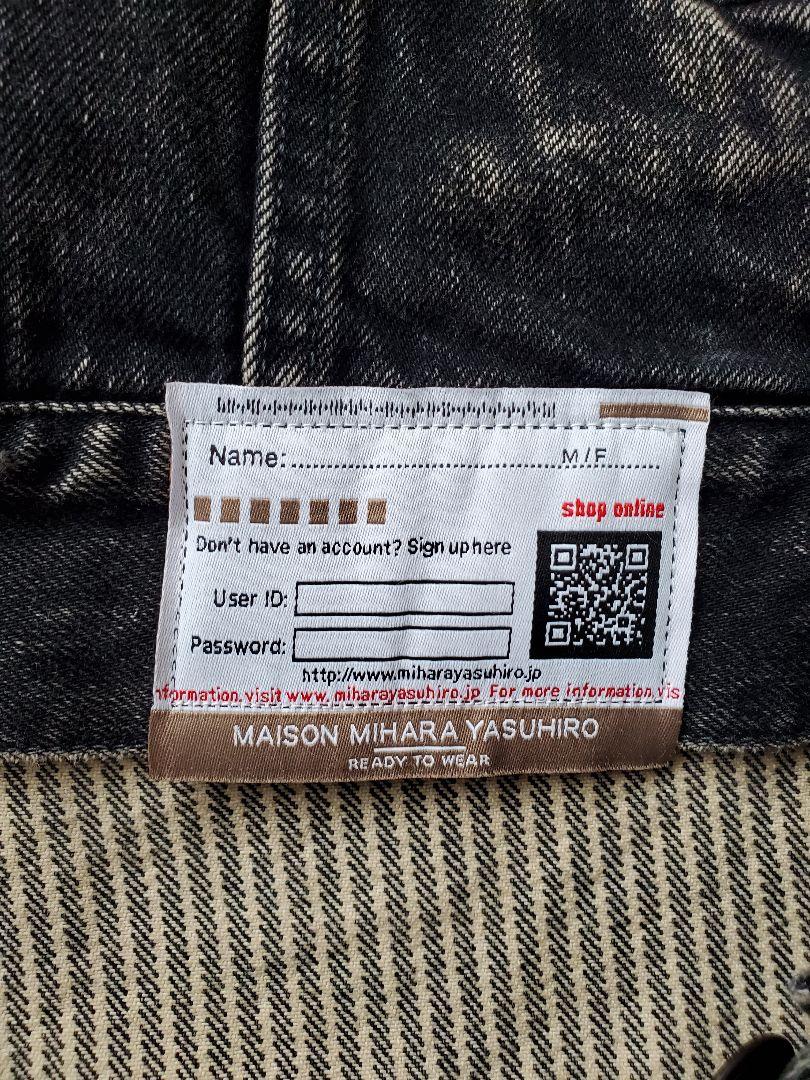 Name: M/F
shop online
Don't have an account? Sign up here
User ID:
Password:
http://www.miharayasuhiro.jp
information, visit www. miharayasuhiro.jp For more information, vis
MAISON MIHARA YASUHIRO
READY TO WEAR